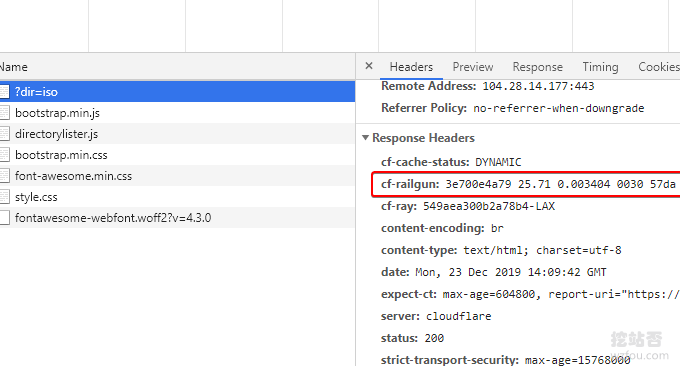 Name
?dir=iso
bootstrap.min.js
directorylister.js
bootstrap.min.css
font-awesome.min.css
style.css
fontawesome-webfont.woff2?v=4.3.0
× Headers Preview Response Timing Cookies
Remote Address: 104.28.14.177:443
Referrer Policy: no-referrer-when-downgrade
▼ Response Headers
cf-cache-status: DYNAMIC
cf-railgun: 3e700e4a79 25.71 0.003404 0030 57da
cf-ray: 549aea300b2a78b4-LAX
content-encoding: br
content-type: text/html; charset=utf-8
date: Mon, 23 Dec 2019 14:09:42 GMT
expect-ct: max-age=604800, report-uri="https://
server: cloudflare
status: 200
strict-transport-security: max-age=15768000
挖站否